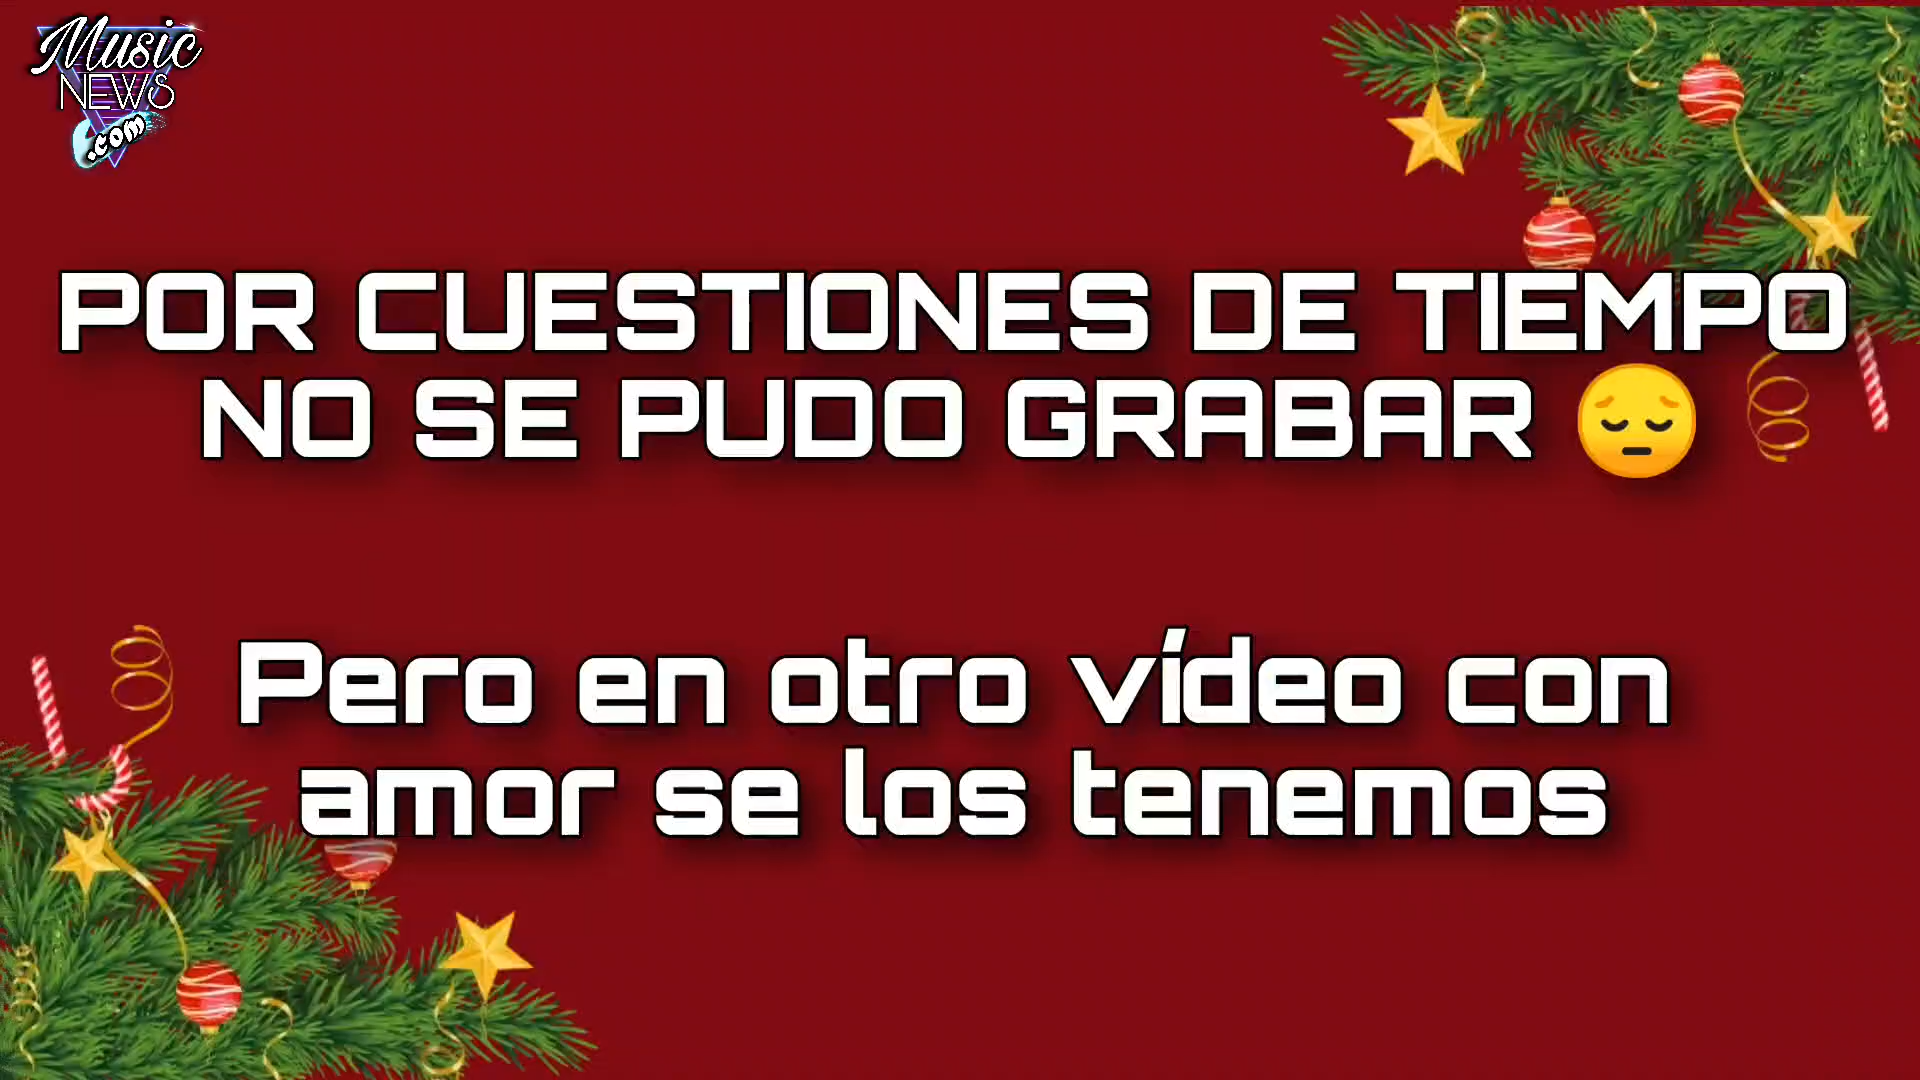 Music
NEWS
.com
POR CUESTIONES DE TIEMPO
NO SE PUDO GRABAR 😔
Pero en otro vídeo con
amor se los tenemos